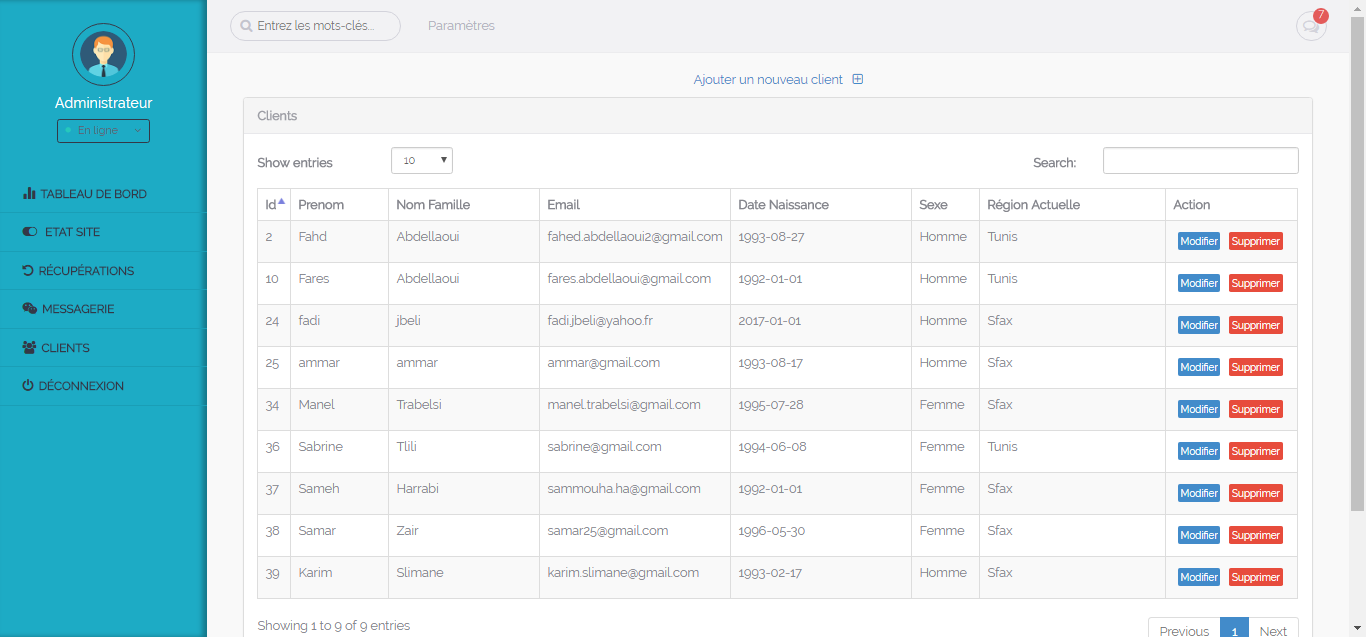 Administrateur
En ligne
TABLEAU DE BORD
ETAT SITE
RÉCUPÉRATIONS
MESSAGERIE
CLIENTS
DÉCONNEXION
Entrez les mots-clés... Paramètres 7
Ajouter un nouveau client
Clients
Show entries 10 Search:
Id Prenom Nom Famille Email Date Naissance Sexe Région Actuelle Action
2 Fahd Abdellaoui fahed.abdellaoui2@gmail.com 1993-08-27 Homme Tunis Modifier Supprimer
10 Fares Abdellaoui fares.abdellaoui@gmail.com 1992-01-01 Homme Tunis Modifier Supprimer
24 fadi jbeli fadi.jbeli@yahoo.fr 2017-01-01 Homme Sfax Modifier Supprimer
25 ammar ammar ammar@gmail.com 1993-08-17 Homme Sfax Modifier Supprimer
34 Manel Trabelsi manel.trabelsi@gmail.com 1995-07-28 Femme Sfax Modifier Supprimer
36 Sabrine Tlili sabrine@gmail.com 1994-06-08 Femme Tunis Modifier Supprimer
37 Sameh Harrabi sammouha.ha@gmail.com 1992-01-01 Femme Sfax Modifier Supprimer
38 Samar Zair samar25@gmail.com 1996-05-30 Femme Sfax Modifier Supprimer
39 Karim Slimane karim.slimane@gmail.com 1993-02-17 Homme Sfax Modifier Supprimer
Showing 1 to 9 of 9 entries Previous 1 Next